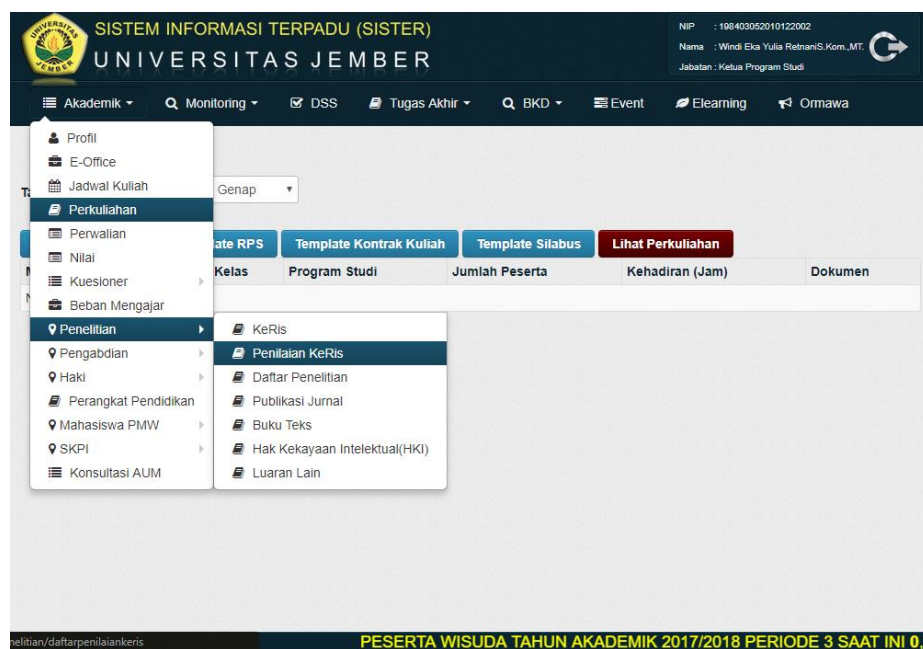 SISTEM INFORMASI TERPADU (SISTER)
UNIVERSITAS JEMBER
NIP : 198403052010122002
Nama : Windi Eka Yulia RetnaniS.Kom.,MT.
Jabatan : Ketua Program Studi
Akademik
Monitoring
DSS
Tugas Akhir
BKD
Event
Elearning
Ormawa
Profil
E-Office
Jadwal Kuliah
Genap
Perkuliahan
Perwalian
RPS
Template Kontrak Kuliah
Template Silabus
Lihat Perkuliahan
Nilai
Kelas
Program Studi
Jumlah Peserta
Kehadiran (Jam)
Dokumen
Kuesioner
Beban Mengajar
Penelitian
KeRis
Pengabdian
Penilaian KeRis
Haki
Daftar Penelitian
Perangkat Pendidikan
Publikasi Jurnal
Mahasiswa PMW
Buku Teks
SKPI
Hak Kekayaan Intelektual(HKI)
Konsultasi AUM
Luaran Lain
nelitian/daftarpenilaiankeris
PESERTA WISUDA TAHUN AKADEMIK 2017/2018 PERIODE 3 SAAT INI 0,